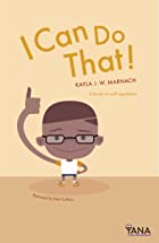 I Can Do
That!
KAYLA J. W. MARNACH
A book on self-regulation
YANA